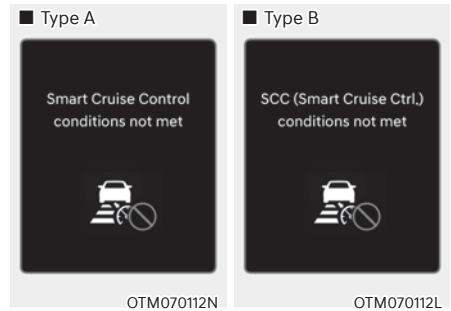 ■ Type A
Smart Cruise Control
conditions not met
OTM070112N
■ Type B
SCC (Smart Cruise Ctrl.)
conditions not met
OTM070112L